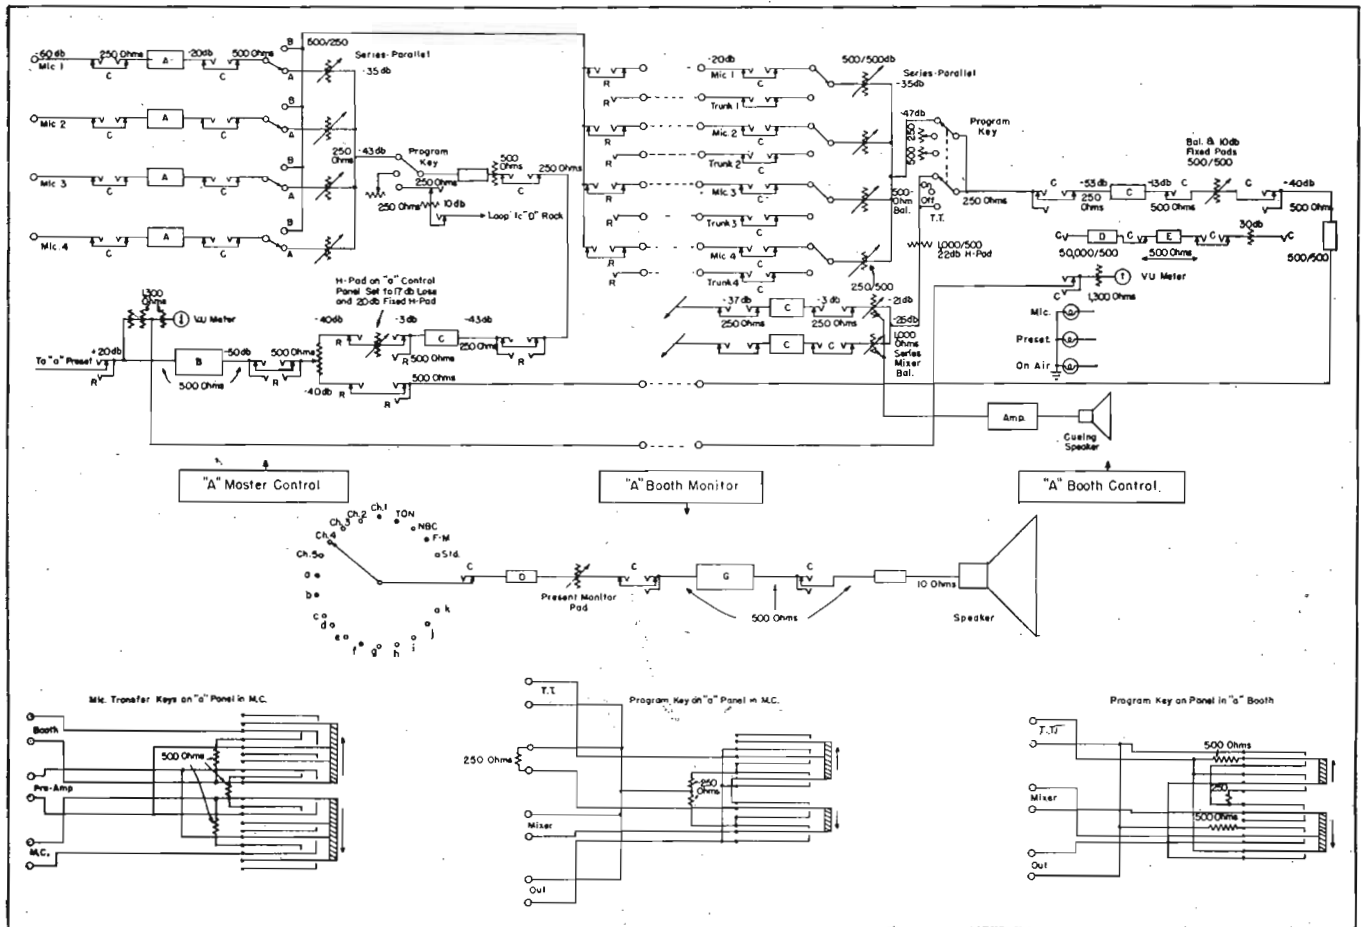 -60db
250 Ohms
-20db
500 Ohms
B
500/250
Series-Parallel
-35db
Mic 1
C
A
C
A
B
Mic 2
C
A
C
A
250 Ohms
-43db
Program Key
500 Ohms
250 Ohms
B
Mic 3
C
A
C
A
250 Ohms
250 Ohms
10db
C
C
Loop To "O" Rack
B
Mic. 4
C
A
C
A
R
R
R
R
R
R
R
R
-20db
Mic 1
C
Trunk 1
Mic. 2
C
Trunk 2
Mic 3
C
Trunk 3
Mic 4
C
Trunk 4
500/500db
Series-Parallel
-35db
-47db
Program Key
250
500
500-Ohm Bal.
On
Off
T.T.
250 Ohms
1,000/500
22db H-Pad
Bal. & 10db
Fixed Pads
500/500
C
-53db
C
-13db
C
C
-40db
250 Ohms
500 Ohms
500 Ohms
30db
C
D
C
E
C
C
50,000/500
500 Ohms
500/500
C
VU Meter
1,300 Ohms
Mic.
Preset
On Air
H-Pad on "a" Control
Panel Set to 17db Loss
and 20db Fixed H-Pad
1,300 Ohms
VU Meter
+20db
To "a" Preset
R
B
-50db
500 Ohms
500 Ohms
R
R
-40db
-3db
-43db
R
R
C
500 Ohms
250 Ohms
R
R
-40db
R
R
500 Ohms
-37db
C
-3db
250 Ohms
250 Ohms
C
C
C
250/500
-21db
-26db
1,000 Ohms
Series
Mixer
Bal.
Amp.
Cueing
Speaker
"A" Master Control
"A" Booth Monitor
"A" Booth Control
Ch.5
Ch.4
Ch.3
Ch.2
Ch.1
TON
NBC
F-M
Std.
a
b
c
d
e
f
g
h
i
j
k
C
D
Present Monitor
Pad
C
G
C
500 Ohms
10 Ohms
Speaker
Mic. Transfer Keys on "a" Panel in M.C.
Booth
500 Ohms
Pre-Amp
M.C.
Program Key on "a" Panel in M.C.
T.T.
250 Ohms
250 Ohms
Mixer
Out
Program Key on Panel in "a" Booth
T.T.
500 Ohms
250
Mixer
500 Ohms
Out